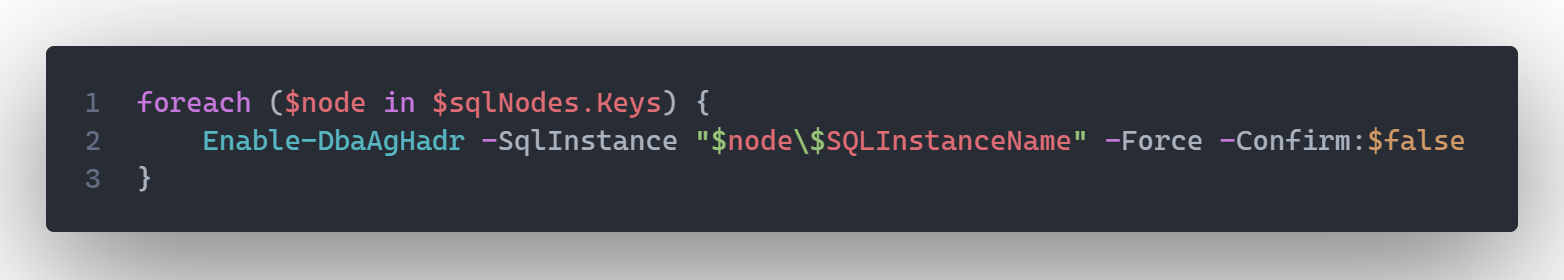 1 foreach ($node in $sqlNodes.Keys) {
2     Enable-DbaAgHadr -SqlInstance "$node\$SQLInstanceName" -Force -Confirm:$false
3 }